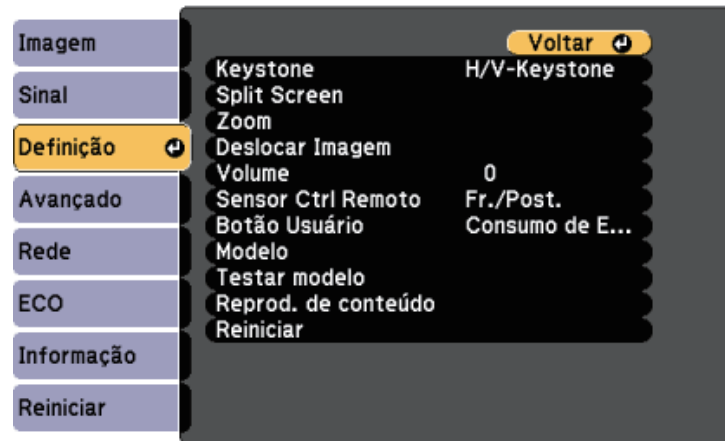 Imagem
Sinal
Definição
Avançado
Rede
ECO
Informação
Reiniciar
Voltar
Keystone H/V-Keystone
Split Screen
Zoom
Deslocar Imagem
Volume 0
Sensor Ctrl Remoto Fr./Post.
Botão Usuário Consumo de E...
Modelo
Testar modelo
Reprod. de conteúdo
Reiniciar